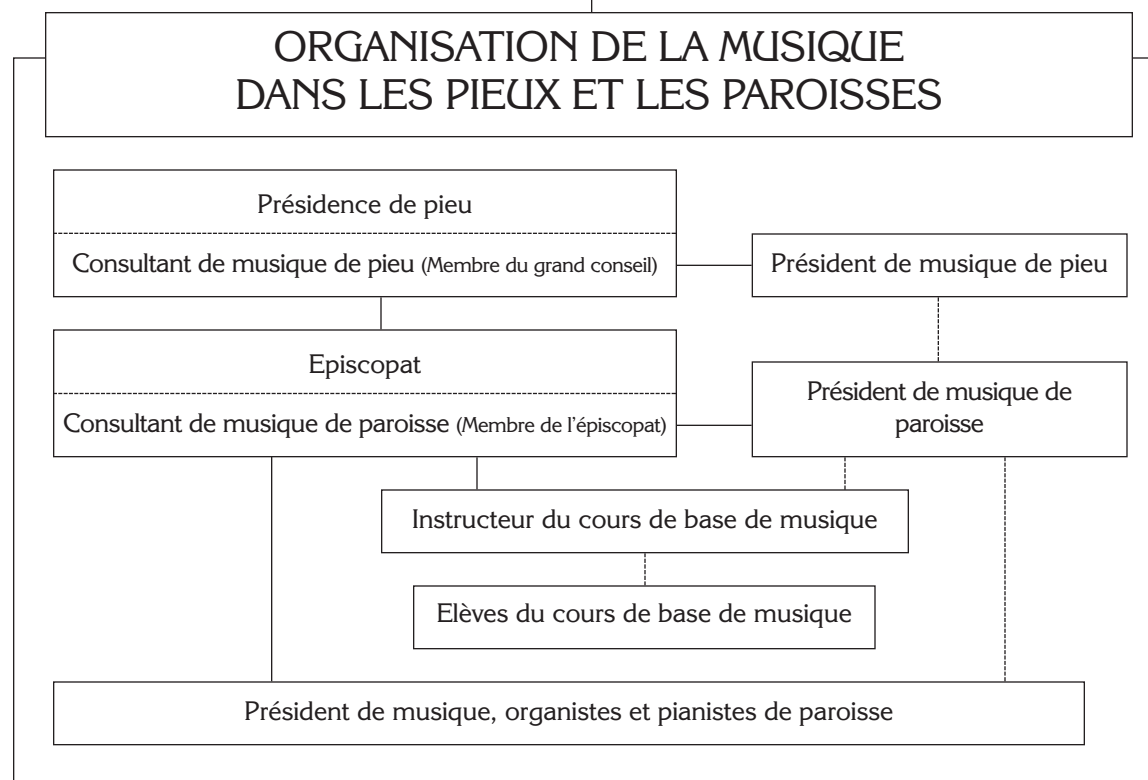 ORGANISATION DE LA MUSIQUE
DANS LES PIEUX ET LES PAROISSES
Présidence de pieu
Consultant de musique de pieu (Membre du grand conseil)
Président de musique de pieu
Episcopat
Consultant de musique de paroisse (Membre de l'épiscopat)
Président de musique de
paroisse
Instructeur du cours de base de musique
Elèves du cours de base de musique
Président de musique, organistes et pianistes de paroisse